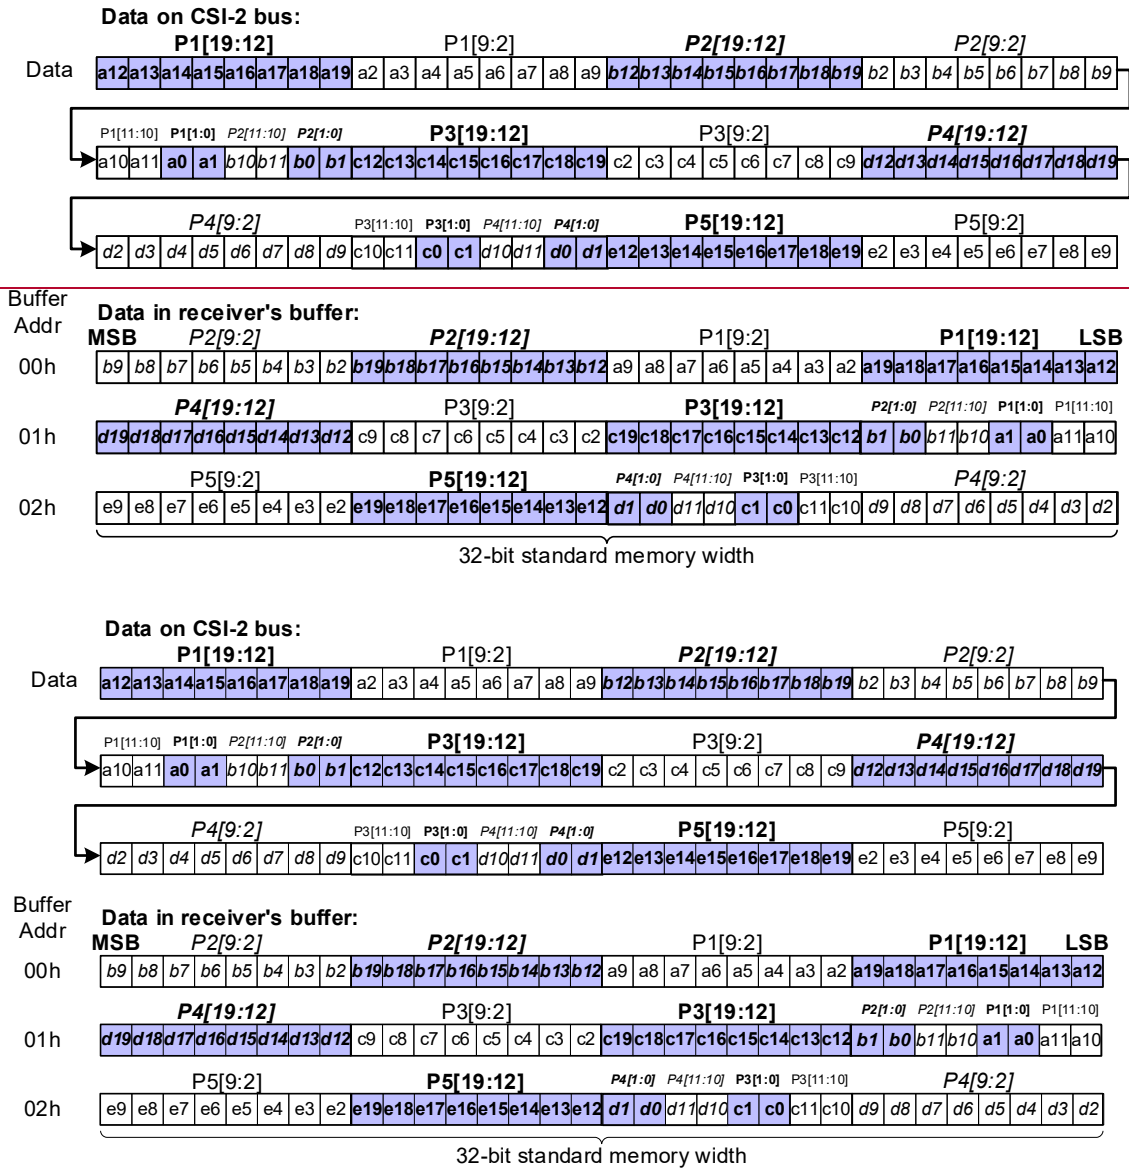 Data on CSI-2 bus:
P1[19:12] P1[9:2] P2[19:12] P2[9:2]
Data a12 a13 a14 a15 a16 a17 a18 a19 a2 a3 a4 a5 a6 a7 a8 a9 b12 b13 b14 b15 b16 b17 b18 b19 b2 b3 b4 b5 b6 b7 b8 b9
P1[11:10] P1[1:0] P2[11:10] P2[1:0] P3[19:12] P3[9:2] P4[19:12]
a10 a11 a0 a1 b10 b11 b0 b1 c12 c13 c14 c15 c16 c17 c18 c19 c2 c3 c4 c5 c6 c7 c8 c9 d12 d13 d14 d15 d16 d17 d18 d19
P4[9:2] P3[11:10] P3[1:0] P4[11:10] P4[1:0] P5[19:12] P5[9:2]
d2 d3 d4 d5 d6 d7 d8 d9 c10 c11 c0 c1 d10 d11 d0 d1 e12 e13 e14 e15 e16 e17 e18 e19 e2 e3 e4 e5 e6 e7 e8 e9
Buffer
Addr
Data in receiver's buffer:
MSB P2[9:2] P2[19:12] P1[9:2] P1[19:12] LSB
00h b9 b8 b7 b6 b5 b4 b3 b2 b19 b18 b17 b16 b15 b14 b13 b12 a9 a8 a7 a6 a5 a4 a3 a2 a19 a18 a17 a16 a15 a14 a13 a12
P4[19:12] P3[9:2] P3[19:12] P2[1:0] P2[11:10] P1[1:0] P1[11:10]
01h d19 d18 d17 d16 d15 d14 d13 d12 c9 c8 c7 c6 c5 c4 c3 c2 c19 c18 c17 c16 c15 c14 c13 c12 b1 b0 b11 b10 a1 a0 a11 a10
P5[9:2] P5[19:12] P4[1:0] P4[11:10] P3[1:0] P3[11:10] P4[9:2]
02h e9 e8 e7 e6 e5 e4 e3 e2 e19 e18 e17 e16 e15 e14 e13 e12 d1 d0 d11 d10 c1 c0 c11 c10 d9 d8 d7 d6 d5 d4 d3 d2
32-bit standard memory width
Data on CSI-2 bus:
P1[19:12] P1[9:2] P2[19:12] P2[9:2]
Data a12 a13 a14 a15 a16 a17 a18 a19 a2 a3 a4 a5 a6 a7 a8 a9 b12 b13 b14 b15 b16 b17 b18 b19 b2 b3 b4 b5 b6 b7 b8 b9
P1[11:10] P1[1:0] P2[11:10] P2[1:0] P3[19:12] P3[9:2] P4[19:12]
a10 a11 a0 a1 b10 b11 b0 b1 c12 c13 c14 c15 c16 c17 c18 c19 c2 c3 c4 c5 c6 c7 c8 c9 d12 d13 d14 d15 d16 d17 d18 d19
P4[9:2] P3[11:10] P3[1:0] P4[11:10] P4[1:0] P5[19:12] P5[9:2]
d2 d3 d4 d5 d6 d7 d8 d9 c10 c11 c0 c1 d10 d11 d0 d1 e12 e13 e14 e15 e16 e17 e18 e19 e2 e3 e4 e5 e6 e7 e8 e9
Buffer
Addr
Data in receiver's buffer:
MSB P2[9:2] P2[19:12] P1[9:2] P1[19:12] LSB
00h b9 b8 b7 b6 b5 b4 b3 b2 b19 b18 b17 b16 b15 b14 b13 b12 a9 a8 a7 a6 a5 a4 a3 a2 a19 a18 a17 a16 a15 a14 a13 a12
P4[19:12] P3[9:2] P3[19:12] P2[1:0] P2[11:10] P1[1:0] P1[11:10]
01h d19 d18 d17 d16 d15 d14 d13 d12 c9 c8 c7 c6 c5 c4 c3 c2 c19 c18 c17 c16 c15 c14 c13 c12 b1 b0 b11 b10 a1 a0 a11 a10
P5[9:2] P5[19:12] P4[1:0] P4[11:10] P3[1:0] P3[11:10] P4[9:2]
02h e9 e8 e7 e6 e5 e4 e3 e2 e19 e18 e17 e16 e15 e14 e13 e12 d1 d0 d11 d10 c1 c0 c11 c10 d9 d8 d7 d6 d5 d4 d3 d2
32-bit standard memory width